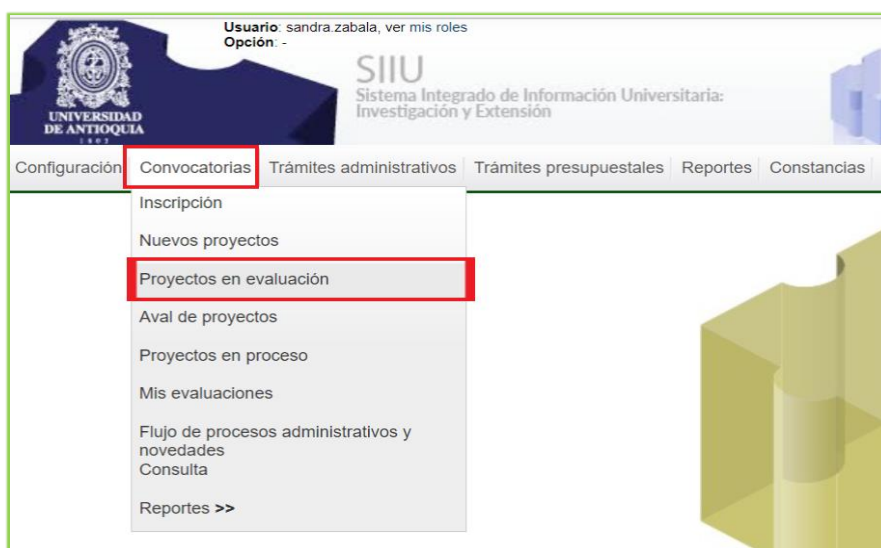 Usuario: sandra.zabala, ver mis roles
Opción: -
SIIU
Sistema Integrado de Información Universitaria:
Investigación y Extensión
UNIVERSIDAD
DE ANTIOQUIA
1803
Configuración Convocatorias Trámites administrativos Trámites presupuestales Reportes Constancias
Inscripción
Nuevos proyectos
Proyectos en evaluación
Aval de proyectos
Proyectos en proceso
Mis evaluaciones
Flujo de procesos administrativos y
novedades
Consulta
Reportes >>